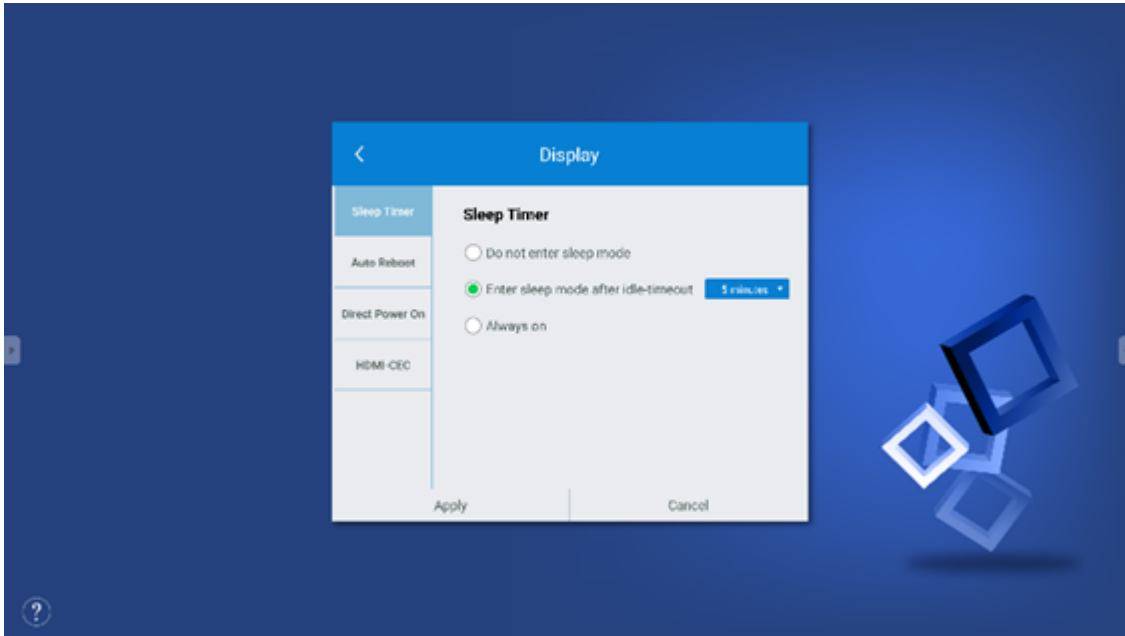 Display
Sleep Timer
Auto Reboot
Direct Power On
HDMI-CEC
Sleep Timer
Do not enter sleep mode
Enter sleep mode after idle-timeout
5 minutes
Always on
Apply
Cancel
?